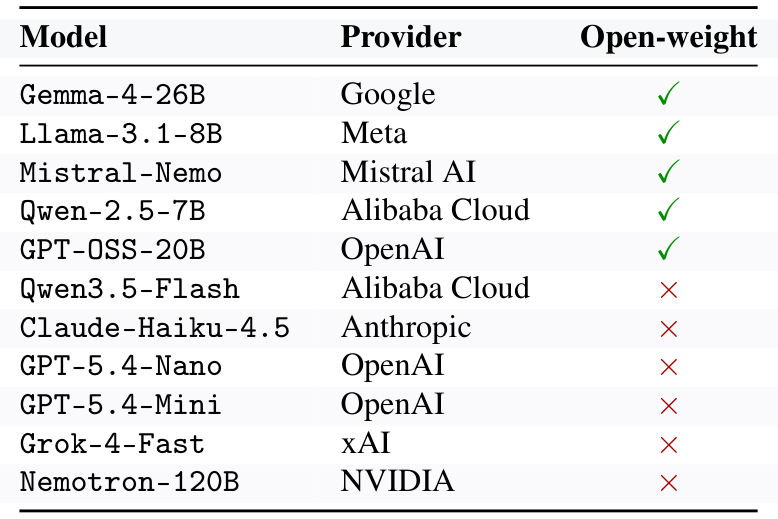 Model Provider Open-weight
Gemma-4-26B Google ✓
Llama-3.1-8B Meta ✓
Mistral-Nemo Mistral AI ✓
Qwen-2.5-7B Alibaba Cloud ✓
GPT-OSS-20B OpenAI ✓
Qwen3.5-Flash Alibaba Cloud ×
Claude-Haiku-4.5 Anthropic ×
GPT-5.4-Nano OpenAI ×
GPT-5.4-Mini OpenAI ×
Grok-4-Fast xAI ×
Nemotron-120B NVIDIA ×